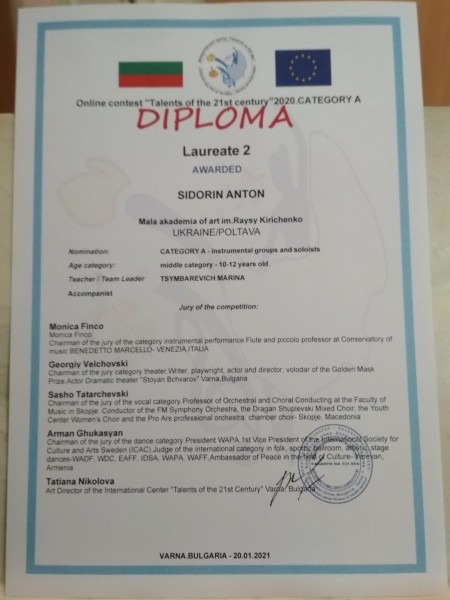 Online contest "Talents of the 21st century"2020.CATEGORY A
DIPLOMA
Laureate 2
AWARDED
SIDORIN ANTON
Mala akademia of art im.Raysy Kirichenko
UKRAINE/POLTAVA
Nomination: CATEGORY A - instrumental groups and soloists
Age category: middle category - 10-12 years old
Teacher / Team Leader TSYMBAREVICH MARINA
Accompanist
Jury of the competition:
Monica Finco
Monica Finco
Chairman of the jury of the category instrumental performance Flute and piccolo professor at Conservatory of
music BENEDETTO MARCELLO- VENEZIA,ITALIA
Georgiy Velchovski
Chairman of the jury category theater.Writer, playwright, actor and director, volodar of the Golden Mask
Prize.Actor Dramatic theater "Stoyan Bchvarov" Varna.Bulgaria
Sasho Tatarchevski
Chairman of the jury of the vocal category Professor of Orchestral and Choral Conducting at the Faculty of
Music in Skopje. Conductor of the FM Symphony Orchestra, the Dragan Shuplevski Mixed Choir, the Youth
Center Women's Choir and the Pro Ars professional orchestra. chamber choir- Skopje, Macedonia
Arman Ghukasyan
Chairman of the jury of the dance category.President WAPA,1st Vice President of the International Society for
Culture and Arts Sweden (ICAC).Judge of the international category in folk, sports, ballroom, artistic, stage
dances-WADF, WDC, EAFF, IDSA, WAPA, WAFF,Ambassador of Peace in the field of Culture- Yerevan,
Armenia
Tatiana Nikolova
Art Director of the International Center "Talents of the 21st Century" Varna, Bulgaria
VARNA.BULGARIA - 20.01.2021